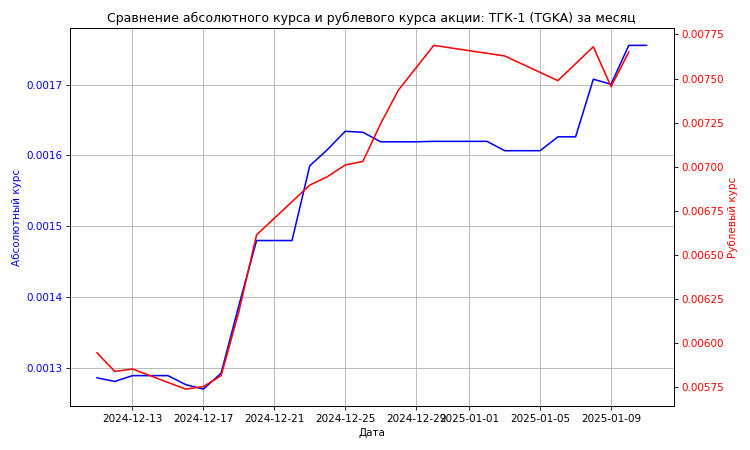 Сравнение абсолютного курса и рублевого курса акции: ТГК-1 (TGKA) за месяц
0.0017
0.0016
0.0015
0.0014
0.0013
Абсолютный курс
0.00775
0.00750
0.00725
0.00700
0.00675
0.00650
0.00625
0.00600
0.00575
Рублевый курс
2024-12-13 2024-12-17 2024-12-21 2024-12-25 2024-12-29 2025-01-01 2025-01-05 2025-01-09
Дата